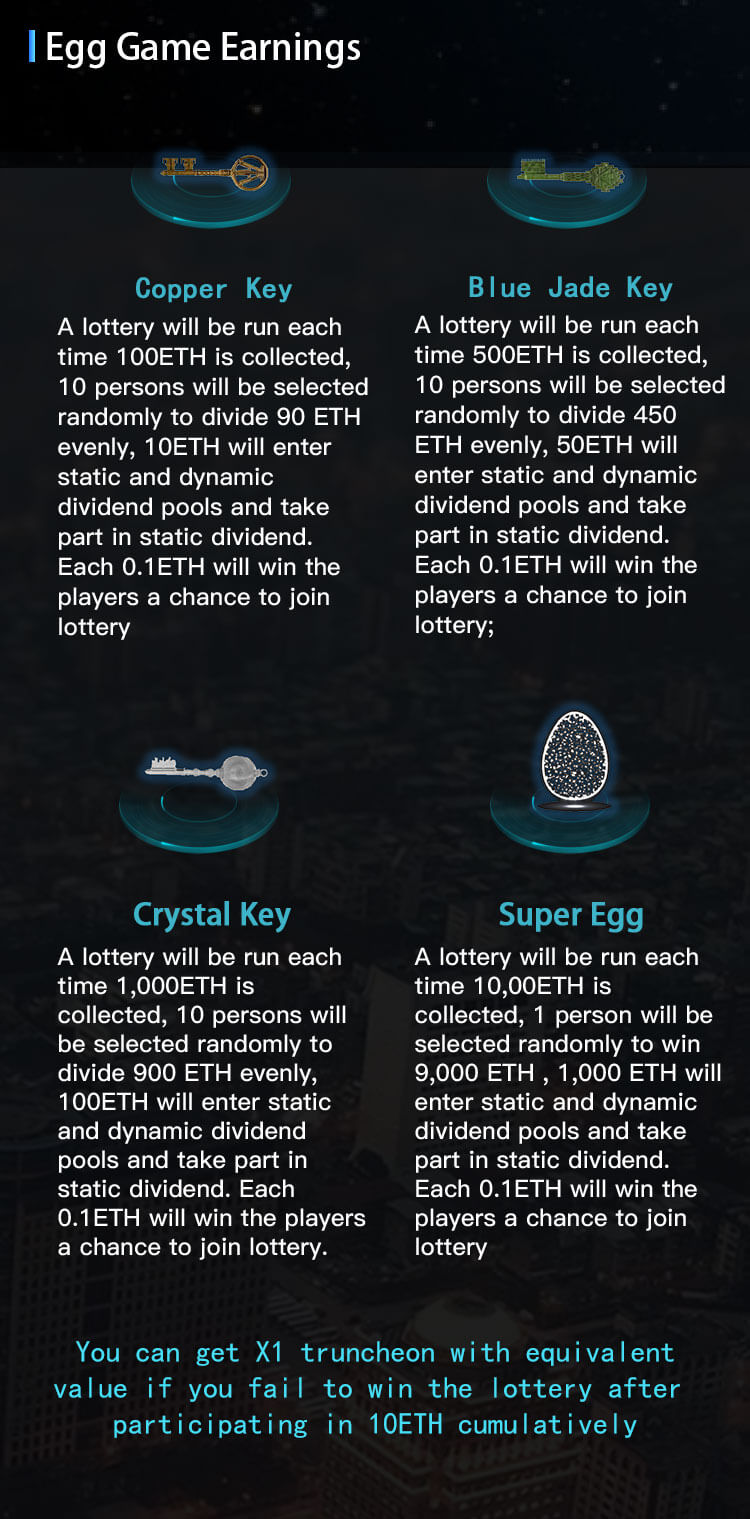 Egg Game Earnings
Copper Key
A lottery will be run each
time 100ETH is collected,
10 persons will be selected
randomly to divide 90 ETH
evenly, 10ETH will enter
static and dynamic
dividend pools and take
part in static dividend.
Each 0.1ETH will win the
players a chance to join
lottery
Blue Jade Key
A lottery will be run each
time 500ETH is collected,
10 persons will be selected
randomly to divide 450
ETH evenly, 50ETH will
enter static and dynamic
dividend pools and take
part in static dividend.
Each 0.1ETH will win the
players a chance to join
lottery;
Crystal Key
A lottery will be run each
time 1,000ETH is
collected, 10 persons will
be selected randomly to
divide 900 ETH evenly,
100ETH will enter static
and dynamic dividend
pools and take part in
static dividend. Each
0.1ETH will win the players
a chance to join lottery.
Super Egg
A lottery will be run each
time 10,00ETH is
collected, 1 person will be
selected randomly to win
9,000 ETH , 1,000 ETH will
enter static and dynamic
dividend pools and take
part in static dividend.
Each 0.1ETH will win the
players a chance to join
lottery
You can get X1 truncheon with equivalent
value if you fail to win the lottery after
participating in 10ETH cumulatively